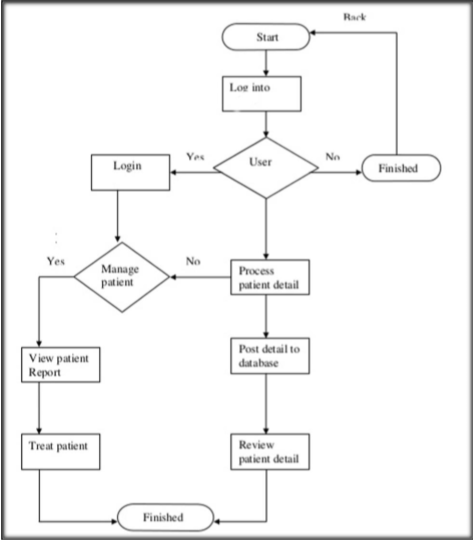 Back
Start
Log into
User
Yes
No
Login
Finished
Yes
Manage
patient
No
Process
patient detail
View patient
Report
Post detail to
database
Treat patient
Review
patient detail
Finished